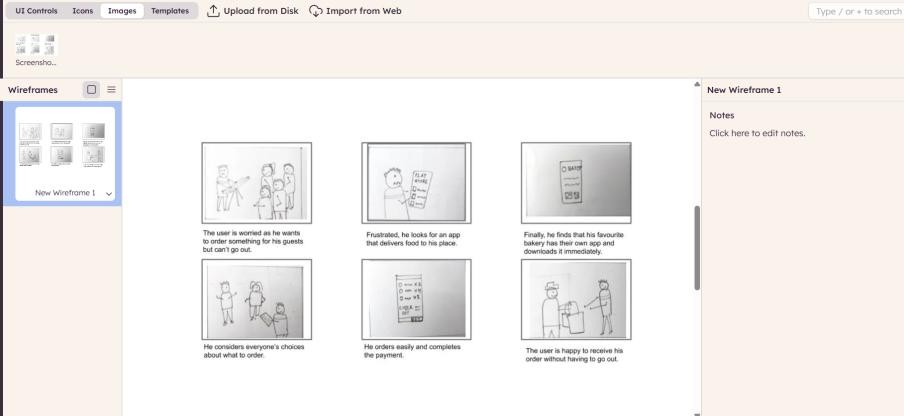 UI Controls Icons Images Templates Upload from Disk Import from Web Type / or + to search
Screensho...
Wireframes
New Wireframe 1
New Wireframe 1
Notes
Click here to edit notes.
PLAY
STORE
The user is worried as he wants
to order something for his guests
but can't go out.
Frustrated, he looks for an app
that delivers food to his place.
Finally, he finds that his favourite
bakery has their own app and
downloads it immediately.
CHECK
OUT
He considers everyone's choices
about what to order.
He orders easily and completes
the payment.
The user is happy to receive his
order without having to go out.